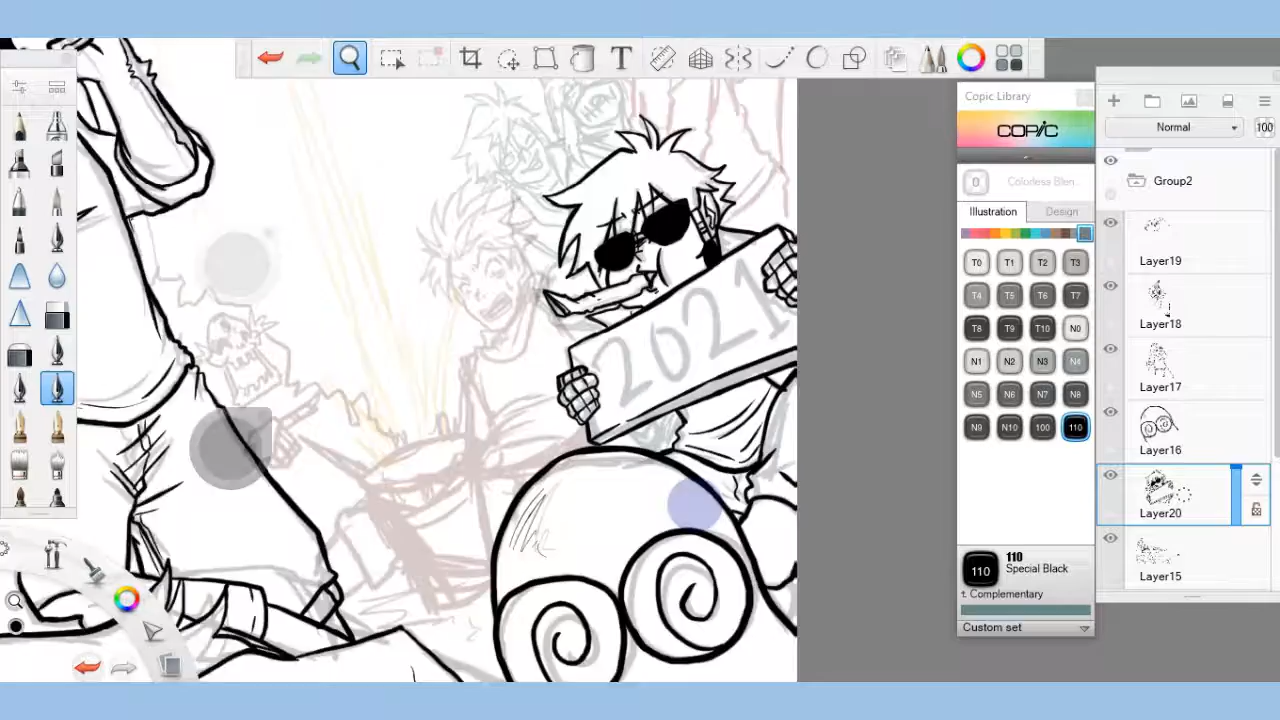 T
Copic Library
COPIC
0 Colorless Blen
Illustration Design
T0 T1 T2 T3
T4 T5 T6 T7
T8 T9 T10 N0
N1 N2 N3 N4
N5 N6 N7 N8
N9 N10 100 110
110 110
Special Black
Complementary
Custom set
Normal 100
Group2
Layer19
Layer18
Layer17
Layer16
Layer20
Layer15
2021